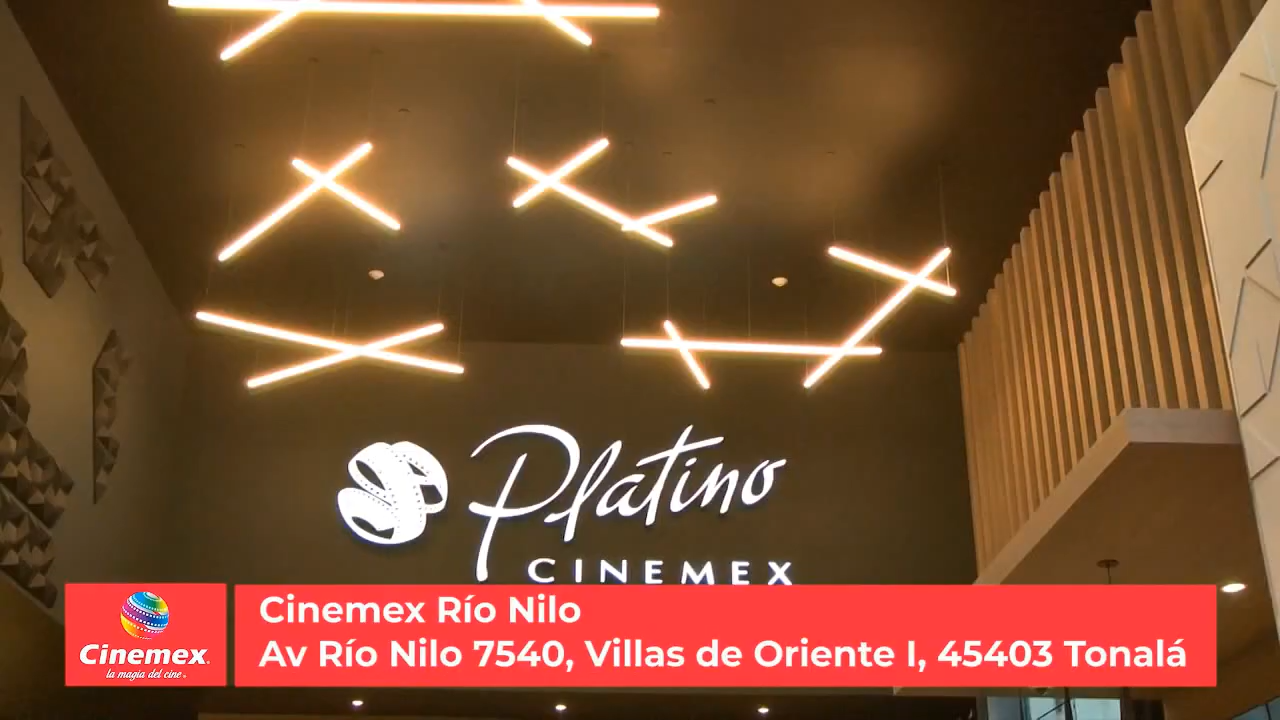 Platino
CINEMEX
Cinemex
la magia del cine
Cinemex Río Nilo
Av Río Nilo 7540, Villas de Oriente I, 45403 Tonalá